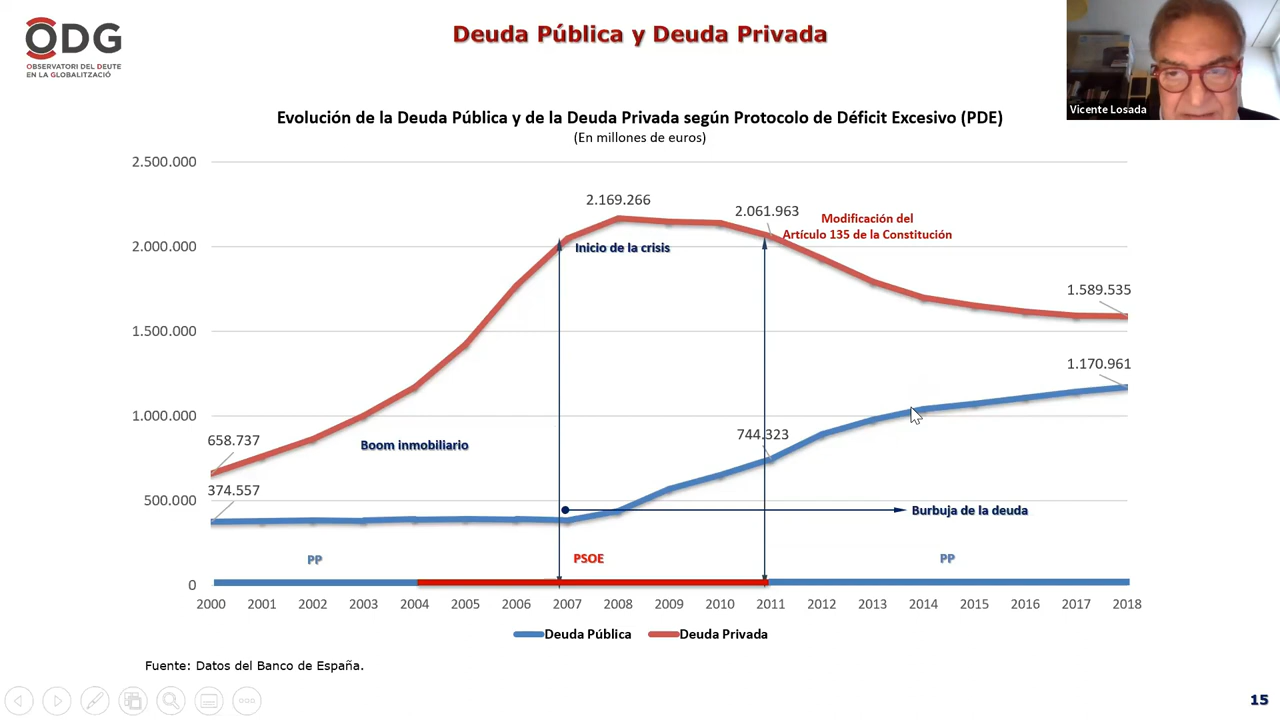 ODG
OBSERVATORI DEL DEUTE
EN LA GLOBALITZACIÓ
Deuda Pública y Deuda Privada
Vicente Losada
Evolución de la Deuda Pública y de la Deuda Privada según Protocolo de Déficit Excesivo (PDE)
(En millones de euros)
2.500.000
2.000.000
1.500.000
1.000.000
500.000
0
2.169.266
2.061.963
Modificación del
Artículo 135 de la Constitución
Inicio de la crisis
1.589.535
1.170.961
658.737
Boom inmobiliario
744.323
374.557
Burbuja de la deuda
PP
PSOE
PP
2000 2001 2002 2003 2004 2005 2006 2007 2008 2009 2010 2011 2012 2013 2014 2015 2016 2017 2018
Deuda Pública Deuda Privada
Fuente: Datos del Banco de España.
15